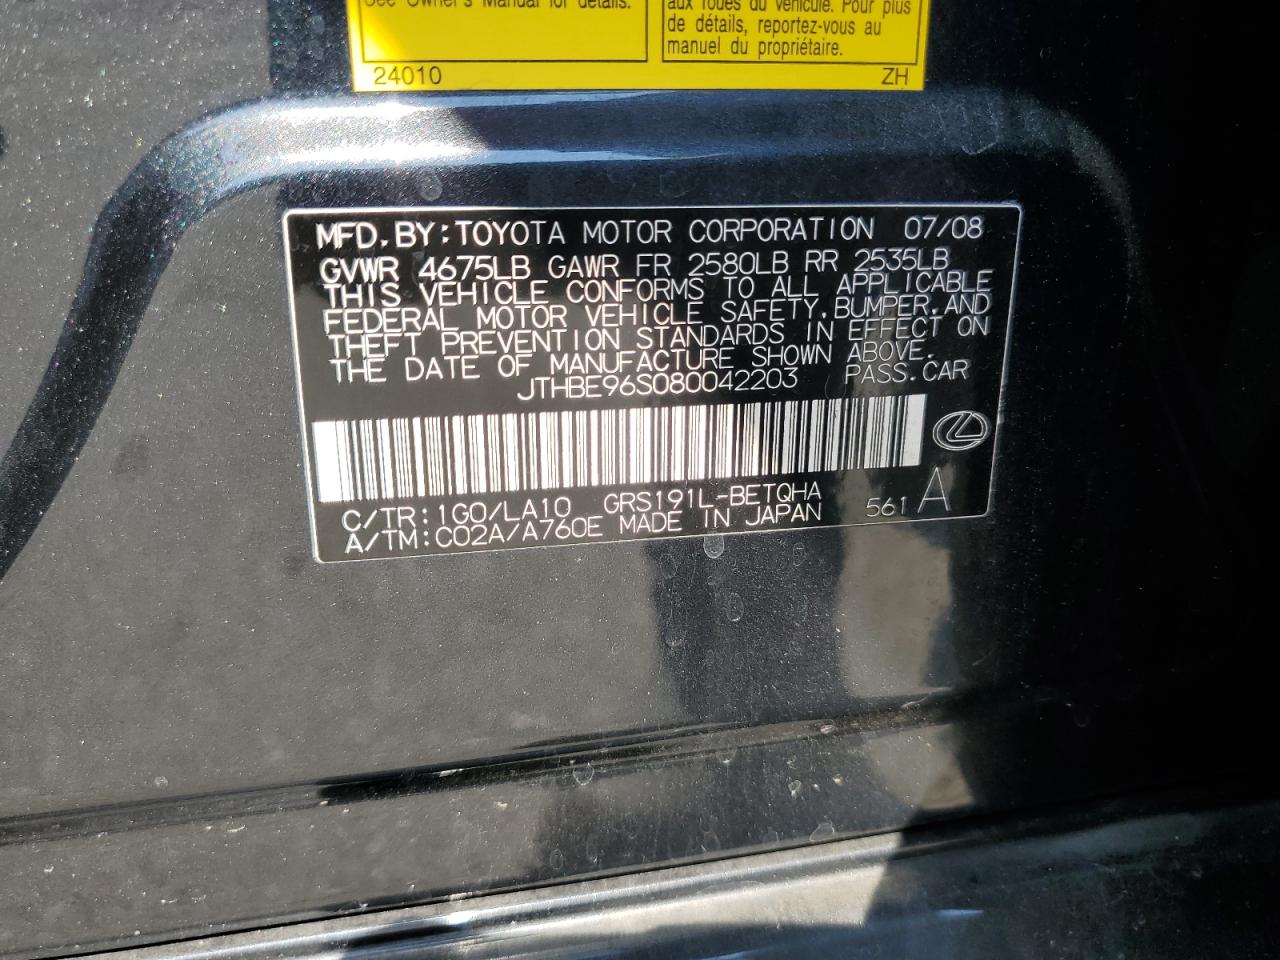 See Owner's Manual for details.
aux roues du véhicule. Pour plus
de détails, reportez-vous au
manuel du propriétaire.
24010
ZH
MFD.BY:TOYOTA MOTOR CORPORATION 07/08
GVWR 4675LB GAWR FR 2580LB RR 2535LB
THIS VEHICLE CONFORMS TO ALL APPLICABLE
FEDERAL MOTOR VEHICLE SAFETY,BUMPER,AND
THEFT PREVENTION STANDARDS IN EFFECT ON
THE DATE OF MANUFACTURE SHOWN ABOVE.
JTHBE96S080042203 PASS.CAR
C/TR:1G0/LA10 GRS191L-BETQHA
A/TM:C02A/A760E MADE IN JAPAN 561 A